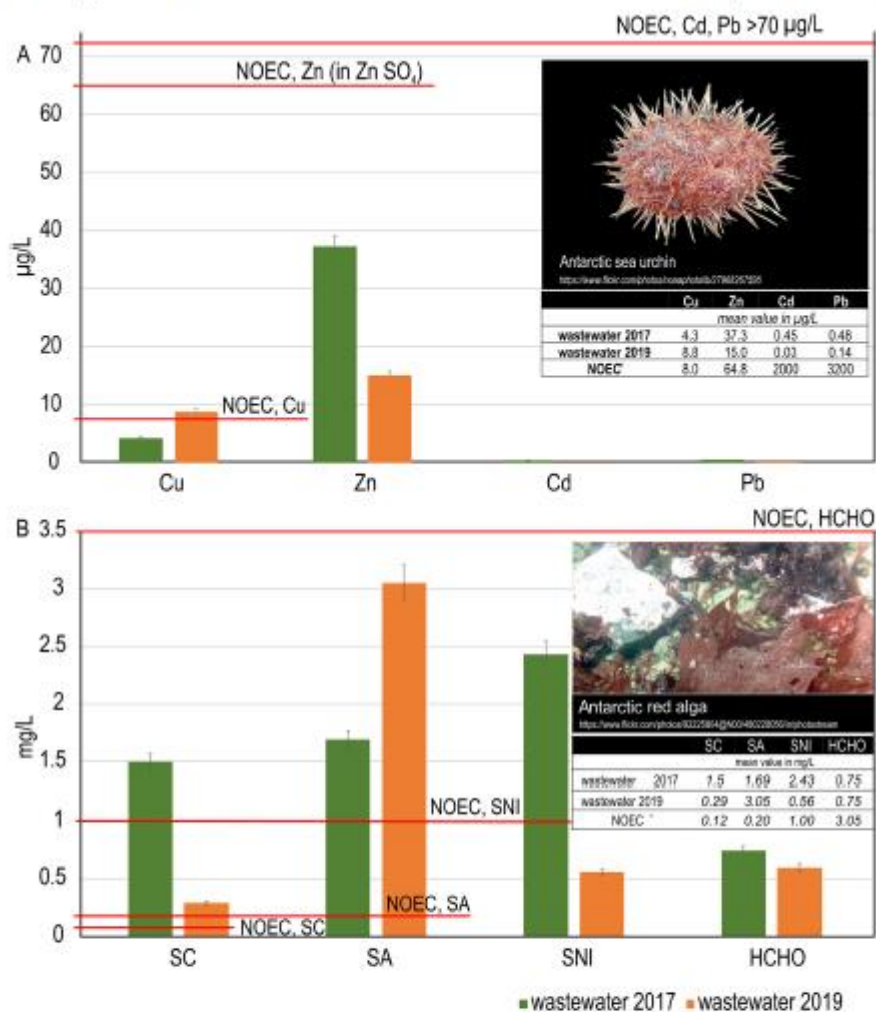 NOEC, Cd, Pb >70 µg/L
A 70
NOEC, Zn (in Zn SO₄)
60
50
40
30
20
10
0
µg/L
NOEC, Cu
Antarctic sea urchin
Cu Zn Cd Pb
mean value in µg/L
wastewater 2017 4.3 37.3 0.45 0.48
wastewater 2019 8.8 15.0 0.03 0.14
NOEC* 8.0 64.8 2000 3200
Cu Zn Cd Pb
NOEC, HCHO
B 3.5
3
2.5
2
1.5
1
0.5
0
mg/L
NOEC, SNI
NOEC, SA
NOEC, SC
Antarctic red alga
SC SA SNI HCHO
mean value in mg/L
wastewater 2017 1.5 1.69 2.43 0.75
wastewater 2019 0.29 3.05 0.56 0.75
NOEC * 0.12 0.20 1.00 3.05
SC SA SNI HCHO
wastewater 2017 wastewater 2019